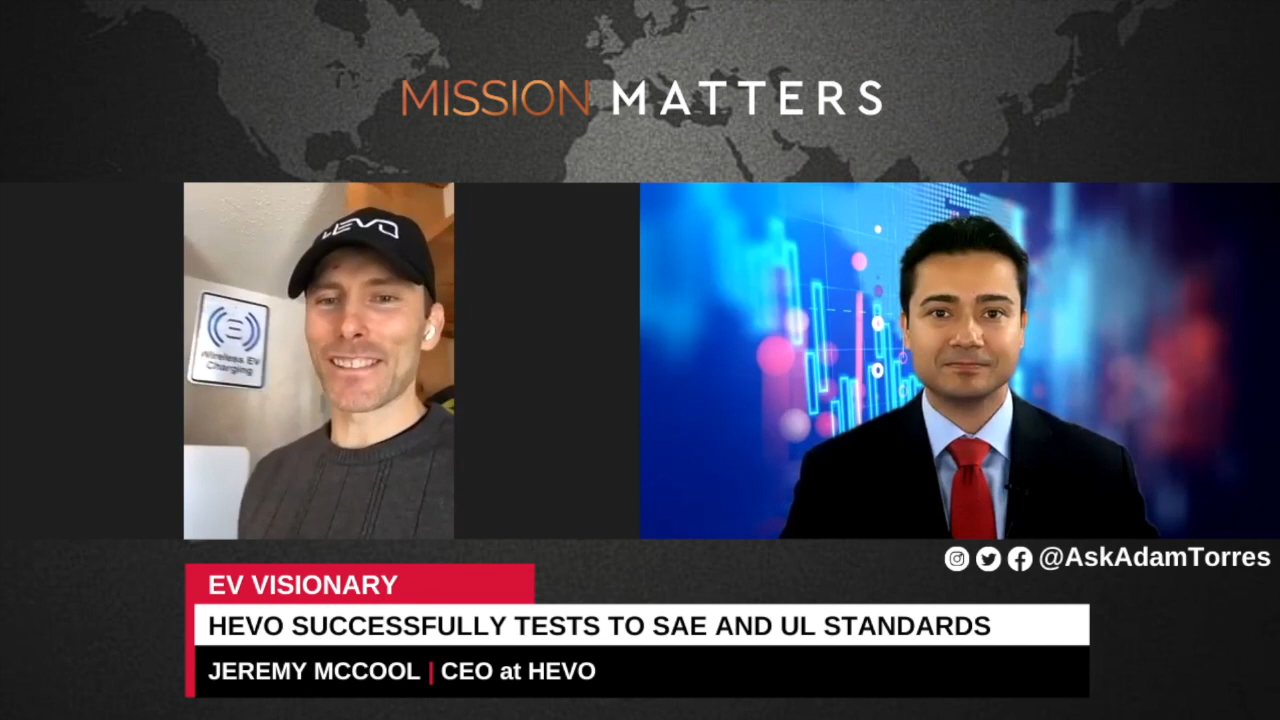 MISSION MATTERS
HEVO
Wireless EV
Charging
@AskAdamTorres
EV VISIONARY
HEVO SUCCESSFULLY TESTS TO SAE AND UL STANDARDS
JEREMY MCCOOL | CEO at HEVO